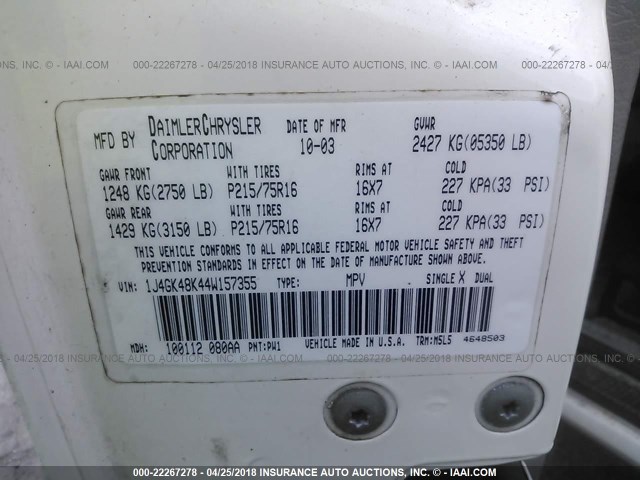 000-22267278 - 04/25/2018 INSURANCE AUTO AUCTIONS, INC. - © IAAI.COM
MFD BY DAIMLERCHRYSLER CORPORATION DATE OF MFR 10-03 GVWR 2427 KG(05350 LB)
GAWR FRONT WITH TIRES RIMS AT COLD
1248 KG(2750 LB) P215/75R16 16X7 227 KPA(33 PSI)
GAWR REAR WITH TIRES RIMS AT COLD
1429 KG(3150 LB) P215/75R16 16X7 227 KPA(33 PSI)
THIS VEHICLE CONFORMS TO ALL APPLICABLE FEDERAL MOTOR VEHICLE SAFETY AND THEFT
PREVENTION STANDARDS IN EFFECT ON THE DATE OF MANUFACTURE SHOWN ABOVE.
VIN: 1J4GK48K44W157355 TYPE: MPV SINGLE X DUAL
MDH: 100112 080AA PNT:PW1 VEHICLE MADE IN U.S.A. TRM:MSL5 4648503
000-22267278 - 04/25/2018 INSURANCE AUTO AUCTIONS, INC. - © IAAI.COM